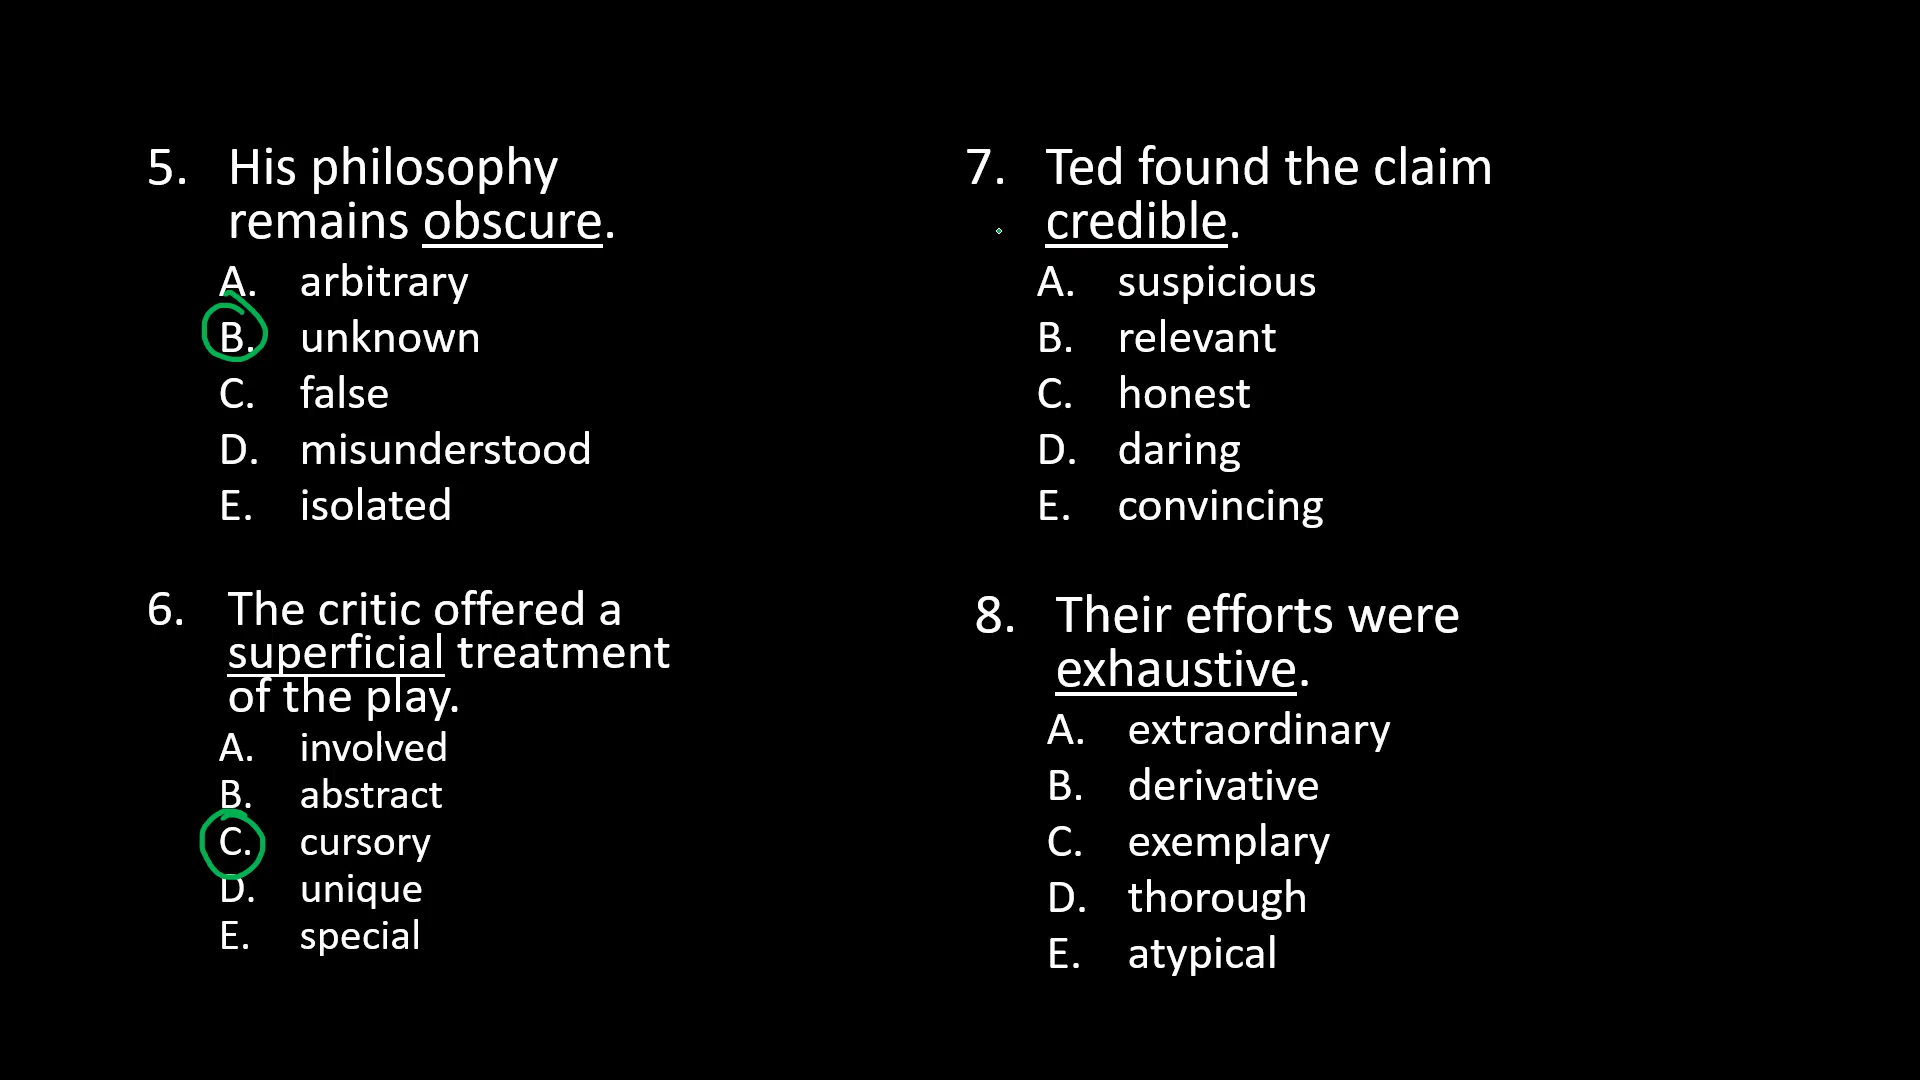 5. His philosophy
remains obscure.
A. arbitrary
B. unknown
C. false
D. misunderstood
E. isolated
6. The critic offered a
superficial treatment
of the play.
A. involved
B. abstract
C. cursory
D. unique
E. special
7. Ted found the claim
credible.
A. suspicious
B. relevant
C. honest
D. daring
E. convincing
8. Their efforts were
exhaustive.
A. extraordinary
B. derivative
C. exemplary
D. thorough
E. atypical